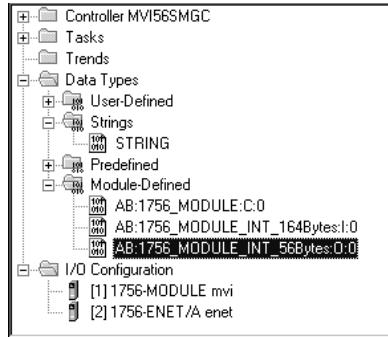 Controller MVI56SMGC
Tasks
Trends
Data Types
User-Defined
Strings
STRING
Predefined
Module-Defined
AB:1756_MODULE:C:0
AB:1756_MODULE_INT_164Bytes:I:0
AB:1756_MODULE_INT_56Bytes:O:0
I/O Configuration
[1] 1756-MODULE mvi
[2] 1756-ENET/A enet